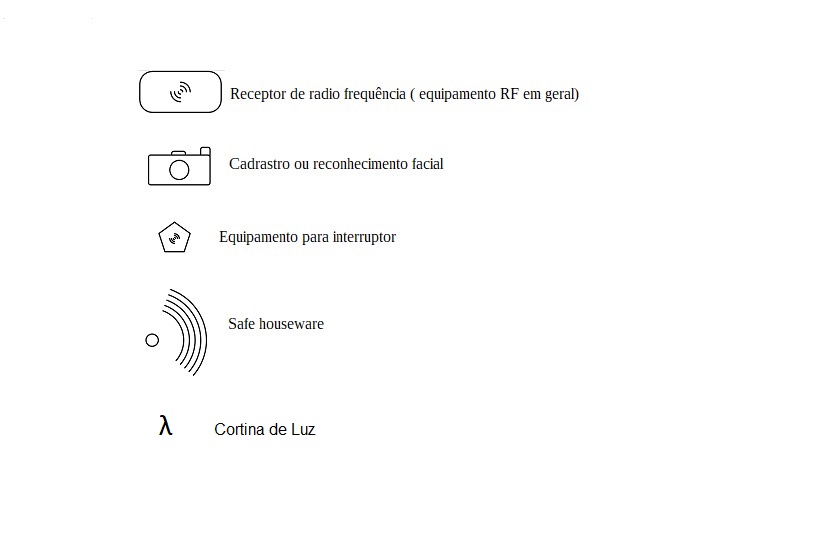 Receptor de radio frequência ( equipamento RF em geral)
Cadrastro ou reconhecimento facial
Equipamento para interruptor
Safe houseware
λ Cortina de Luz